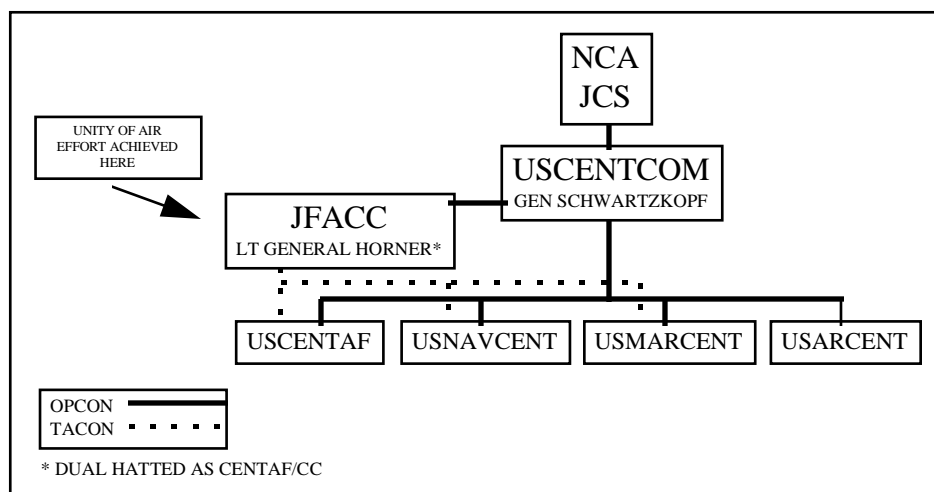 NCA
JCS
UNITY OF AIR
EFFORT ACHIEVED
HERE
USCENTCOM
GEN SCHWARTZKOPF
JFACC
LT GENERAL HORNER*
USCENTAF
USNAVCENT
USMARCENT
USARCENT
OPCON
TACON
* DUAL HATTED AS CENTAF/CC